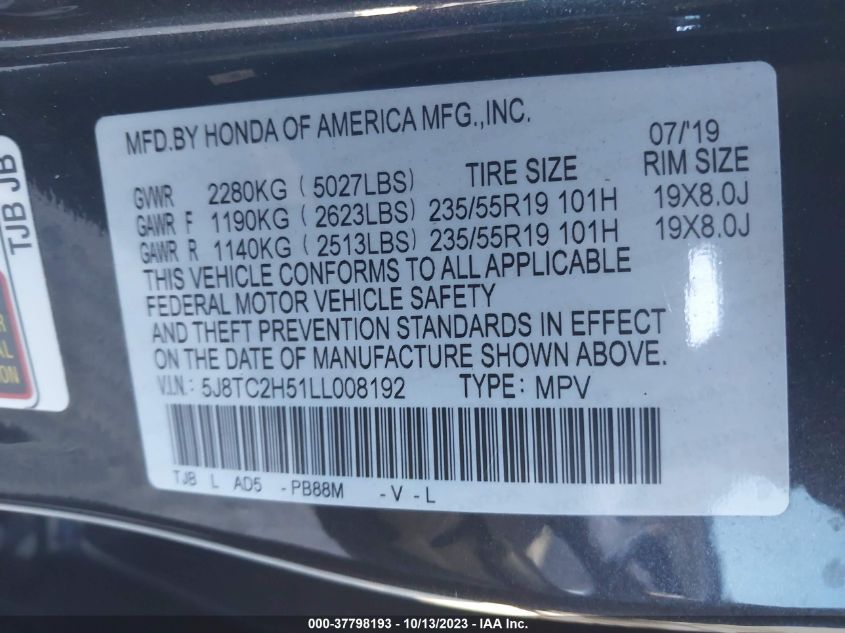 TJB JB
MFD.BY HONDA OF AMERICA MFG.,INC.
07/'19
TIRE SIZE RIM SIZE
GVWR 2280KG ( 5027LBS)
GAWR F 1190KG ( 2623LBS) 235/55R19 101H 19X8.0J
GAWR R 1140KG ( 2513LBS) 235/55R19 101H 19X8.0J
THIS VEHICLE CONFORMS TO ALL APPLICABLE
FEDERAL MOTOR VEHICLE SAFETY
AND THEFT PREVENTION STANDARDS IN EFFECT
ON THE DATE OF MANUFACTURE SHOWN ABOVE.
V.I.N.: 5J8TC2H51LL008192 TYPE: MPV
TJB L AD5 -PB88M -V-L
000-37798193 - 10/13/2023 - IAA Inc.